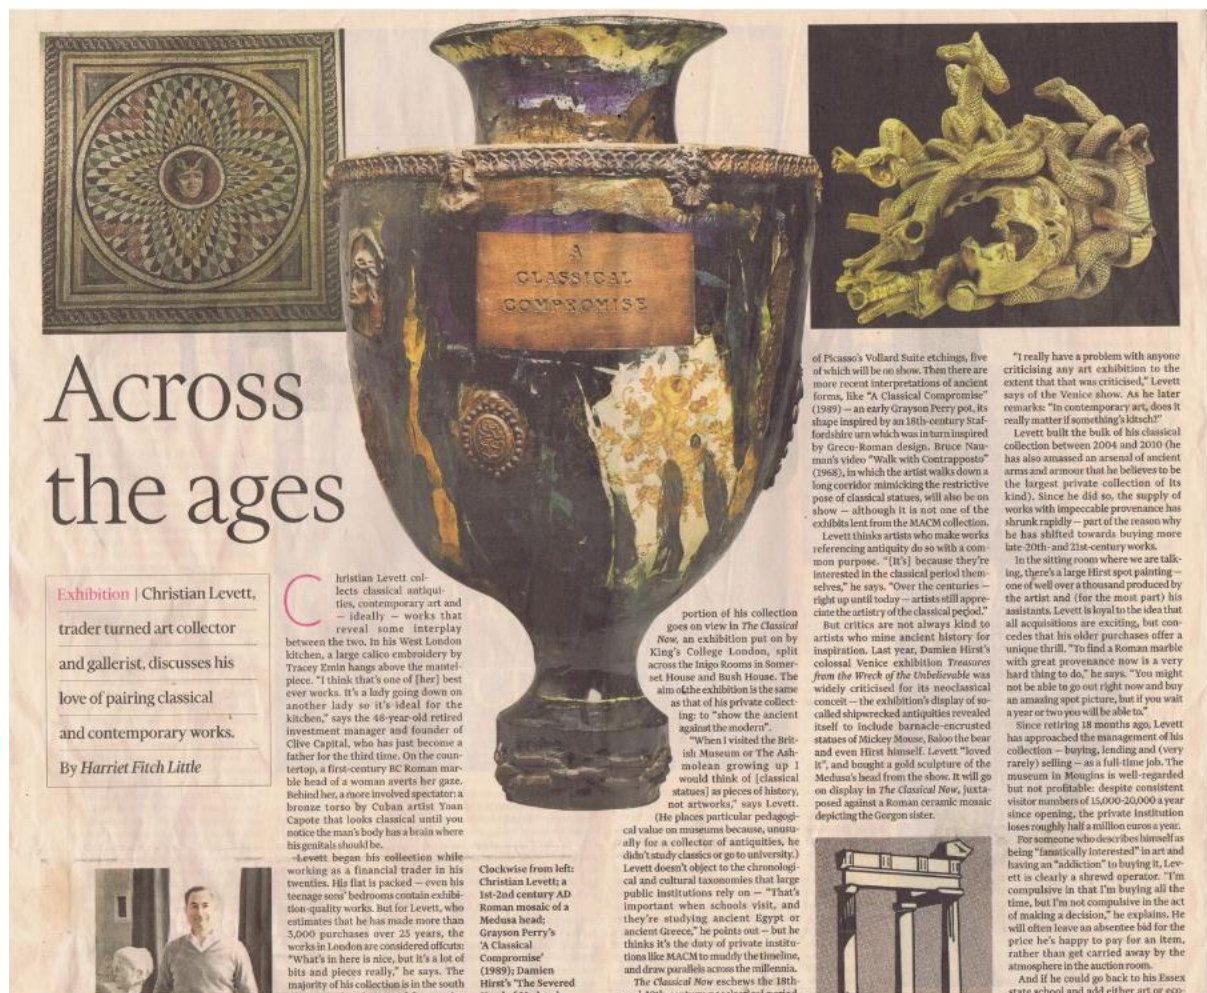 A
CLASSICAL
COMPROMISE
Across
the ages
Exhibition | Christian Levett,
trader turned art collector
and gallerist, discusses his
love of pairing classical
and contemporary works.
By Harriet Fitch Little
Christian Levett col-
lects classical antiqui-
ties, contemporary art and
— ideally — works that
reveal some interplay
between the two. In his West London
kitchen, a large calico embroidery by
Tracey Emin hangs above the mantel-
piece. "I think that's one of [her] best
ever works. It's a lady going down on
another lady so it's ideal for the
kitchen," says the 48-year-old retired
investment manager and founder of
Clive Capital, who has just become a
father for the third time. On the coun-
tertop, a first-century BC Roman mar-
ble head of a woman averts her gaze.
Behind her, a more involved spectator: a
bronze torso by Cuban artist Yoan
Capote that looks classical until you
notice the man's body has a brain where
his genitals should be.
Levett began his collection while
working as a financial trader in his
twenties. His flat is packed — even his
teenage sons' bedrooms contain exhibi-
tion-quality works. But for Levett, who
estimates that he has made more than
3,000 purchases over 25 years, the
works in London are considered offcuts:
"What's in here is nice, but it's a lot of
bits and pieces really," he says. The
majority of his collection is in the south
Clockwise from left:
Christian Levett; a
1st-2nd century AD
Roman mosaic of a
Medusa head;
Grayson Perry's
'A Classical
Compromise'
(1989); Damien
Hirst's 'The Severed
portion of his collection
goes on view in The Classical
Now, an exhibition put on by
King's College London, split
across the Inigo Rooms in Somer-
set House and Bush House. The
aim of the exhibition is the same
as that of his private collect-
ing: to "show the ancient
against the modern".
"When I visited the Brit-
ish Museum or The Ash-
molean growing up I
would think of [classical
statues] as pieces of history,
not artworks," says Levett.
(He places particular pedagogi-
cal value on museums because, unusu-
ally for a collector of antiquities, he
didn't study classics or go to university.)
Levett doesn't object to the chronologi-
cal and cultural taxonomies that large
public institutions rely on — "That's
important when schools visit, and
they're studying ancient Egypt or
ancient Greece," he points out — but he
thinks it's the duty of private institu-
tions like MACM to muddy the timeline,
and draw parallels across the millennia.
The Classical Now eschews the 18th-
of Picasso's Vollard Suite etchings, five
of which will be on show. Then there are
more recent interpretations of ancient
forms, like "A Classical Compromise"
(1989) — an early Grayson Perry pot, its
shape inspired by an 18th-century Staf-
fordshire urn which was in turn inspired
by Greco-Roman design. Bruce Nau-
man's video "Walk with Contrapposto"
(1968), in which the artist walks down a
long corridor mimicking the restrictive
pose of classical statues, will also be on
show — although it is not one of the
exhibits lent from the MACM collection.
Levett thinks artists who make works
referencing antiquity do so with a com-
mon purpose. "[It's] because they're
interested in the classical period them-
selves," he says. "Over the centuries —
right up until today — artists still appre-
ciate the artistry of the classical period."
But critics are not always kind to
artists who mine ancient history for
inspiration. Last year, Damien Hirst's
colossal Venice exhibition Treasures
from the Wreck of the Unbelievable was
widely criticised for its neoclassical
conceit — the exhibition's display of so-
called shipwrecked antiquities revealed
itself to include barnacle-encrusted
statues of Mickey Mouse, Baloo the bear
and even Hirst himself. Levett "loved
it", and bought a gold sculpture of the
Medusa's head from the show. It will go
on display in The Classical Now, juxta-
posed against a Roman ceramic mosaic
depicting the Gorgon sister.
"I really have a problem with anyone
criticising any art exhibition to the
extent that that was criticised," Levett
says of the Venice show. As he later
remarks: "In contemporary art, does it
really matter if something's kitsch?"
Levett built the bulk of his classical
collection between 2004 and 2010 (he
has also amassed an arsenal of ancient
arms and armour that he believes to be
the largest private collection of its
kind). Since he did so, the supply of
works with impeccable provenance has
shrunk rapidly — part of the reason why
he has shifted towards buying more
late-20th- and 21st-century works.
In the sitting room where we are talk-
ing, there's a large Hirst spot painting —
one of well over a thousand produced by
the artist and (for the most part) his
assistants. Levett is loyal to the idea that
all acquisitions are exciting, but con-
cedes that his older purchases offer a
unique thrill. "To find a Roman marble
with great provenance now is a very
hard thing to do," he says. "You might
not be able to go out right now and buy
an amazing spot picture, but if you wait
a year or two you will be able to."
Since retiring 18 months ago, Levett
has approached the management of his
collection — buying, lending and (very
rarely) selling — as a full-time job. The
museum in Mougins is well-regarded
but not profitable: despite consistent
visitor numbers of 15,000-20,000 a year
since opening, the private institution
loses roughly half a million euros a year.
For someone who describes himself as
being "fanatically interested" in art and
having an "addiction" to buying it, Lev-
ett is clearly a shrewd operator. "I'm
compulsive in that I'm buying all the
time, but I'm not compulsive in the act
of making a decision," he explains. He
will often leave an absentee bid for the
price he's happy to pay for an item,
rather than get carried away by the
atmosphere in the auction room.
And if he could go back to his Essex
state school and add either art or eco-